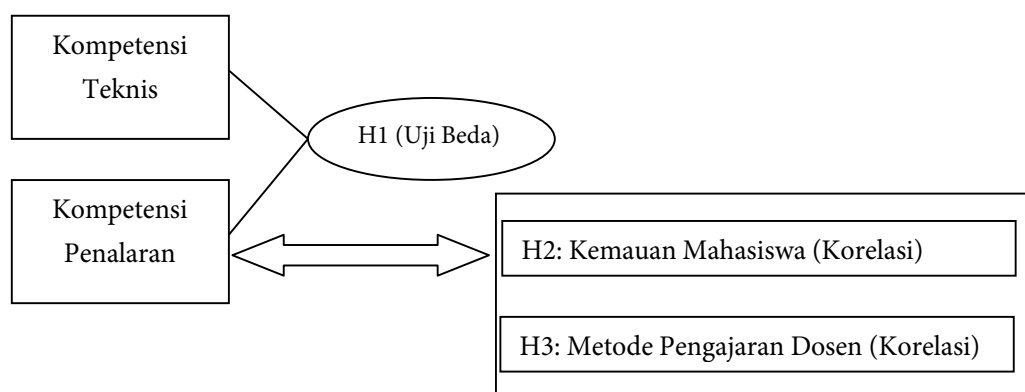 Kompetensi
Teknis
H1 (Uji Beda)
Kompetensi
Penalaran
H2: Kemauan Mahasiswa (Korelasi)
H3: Metode Pengajaran Dosen (Korelasi)